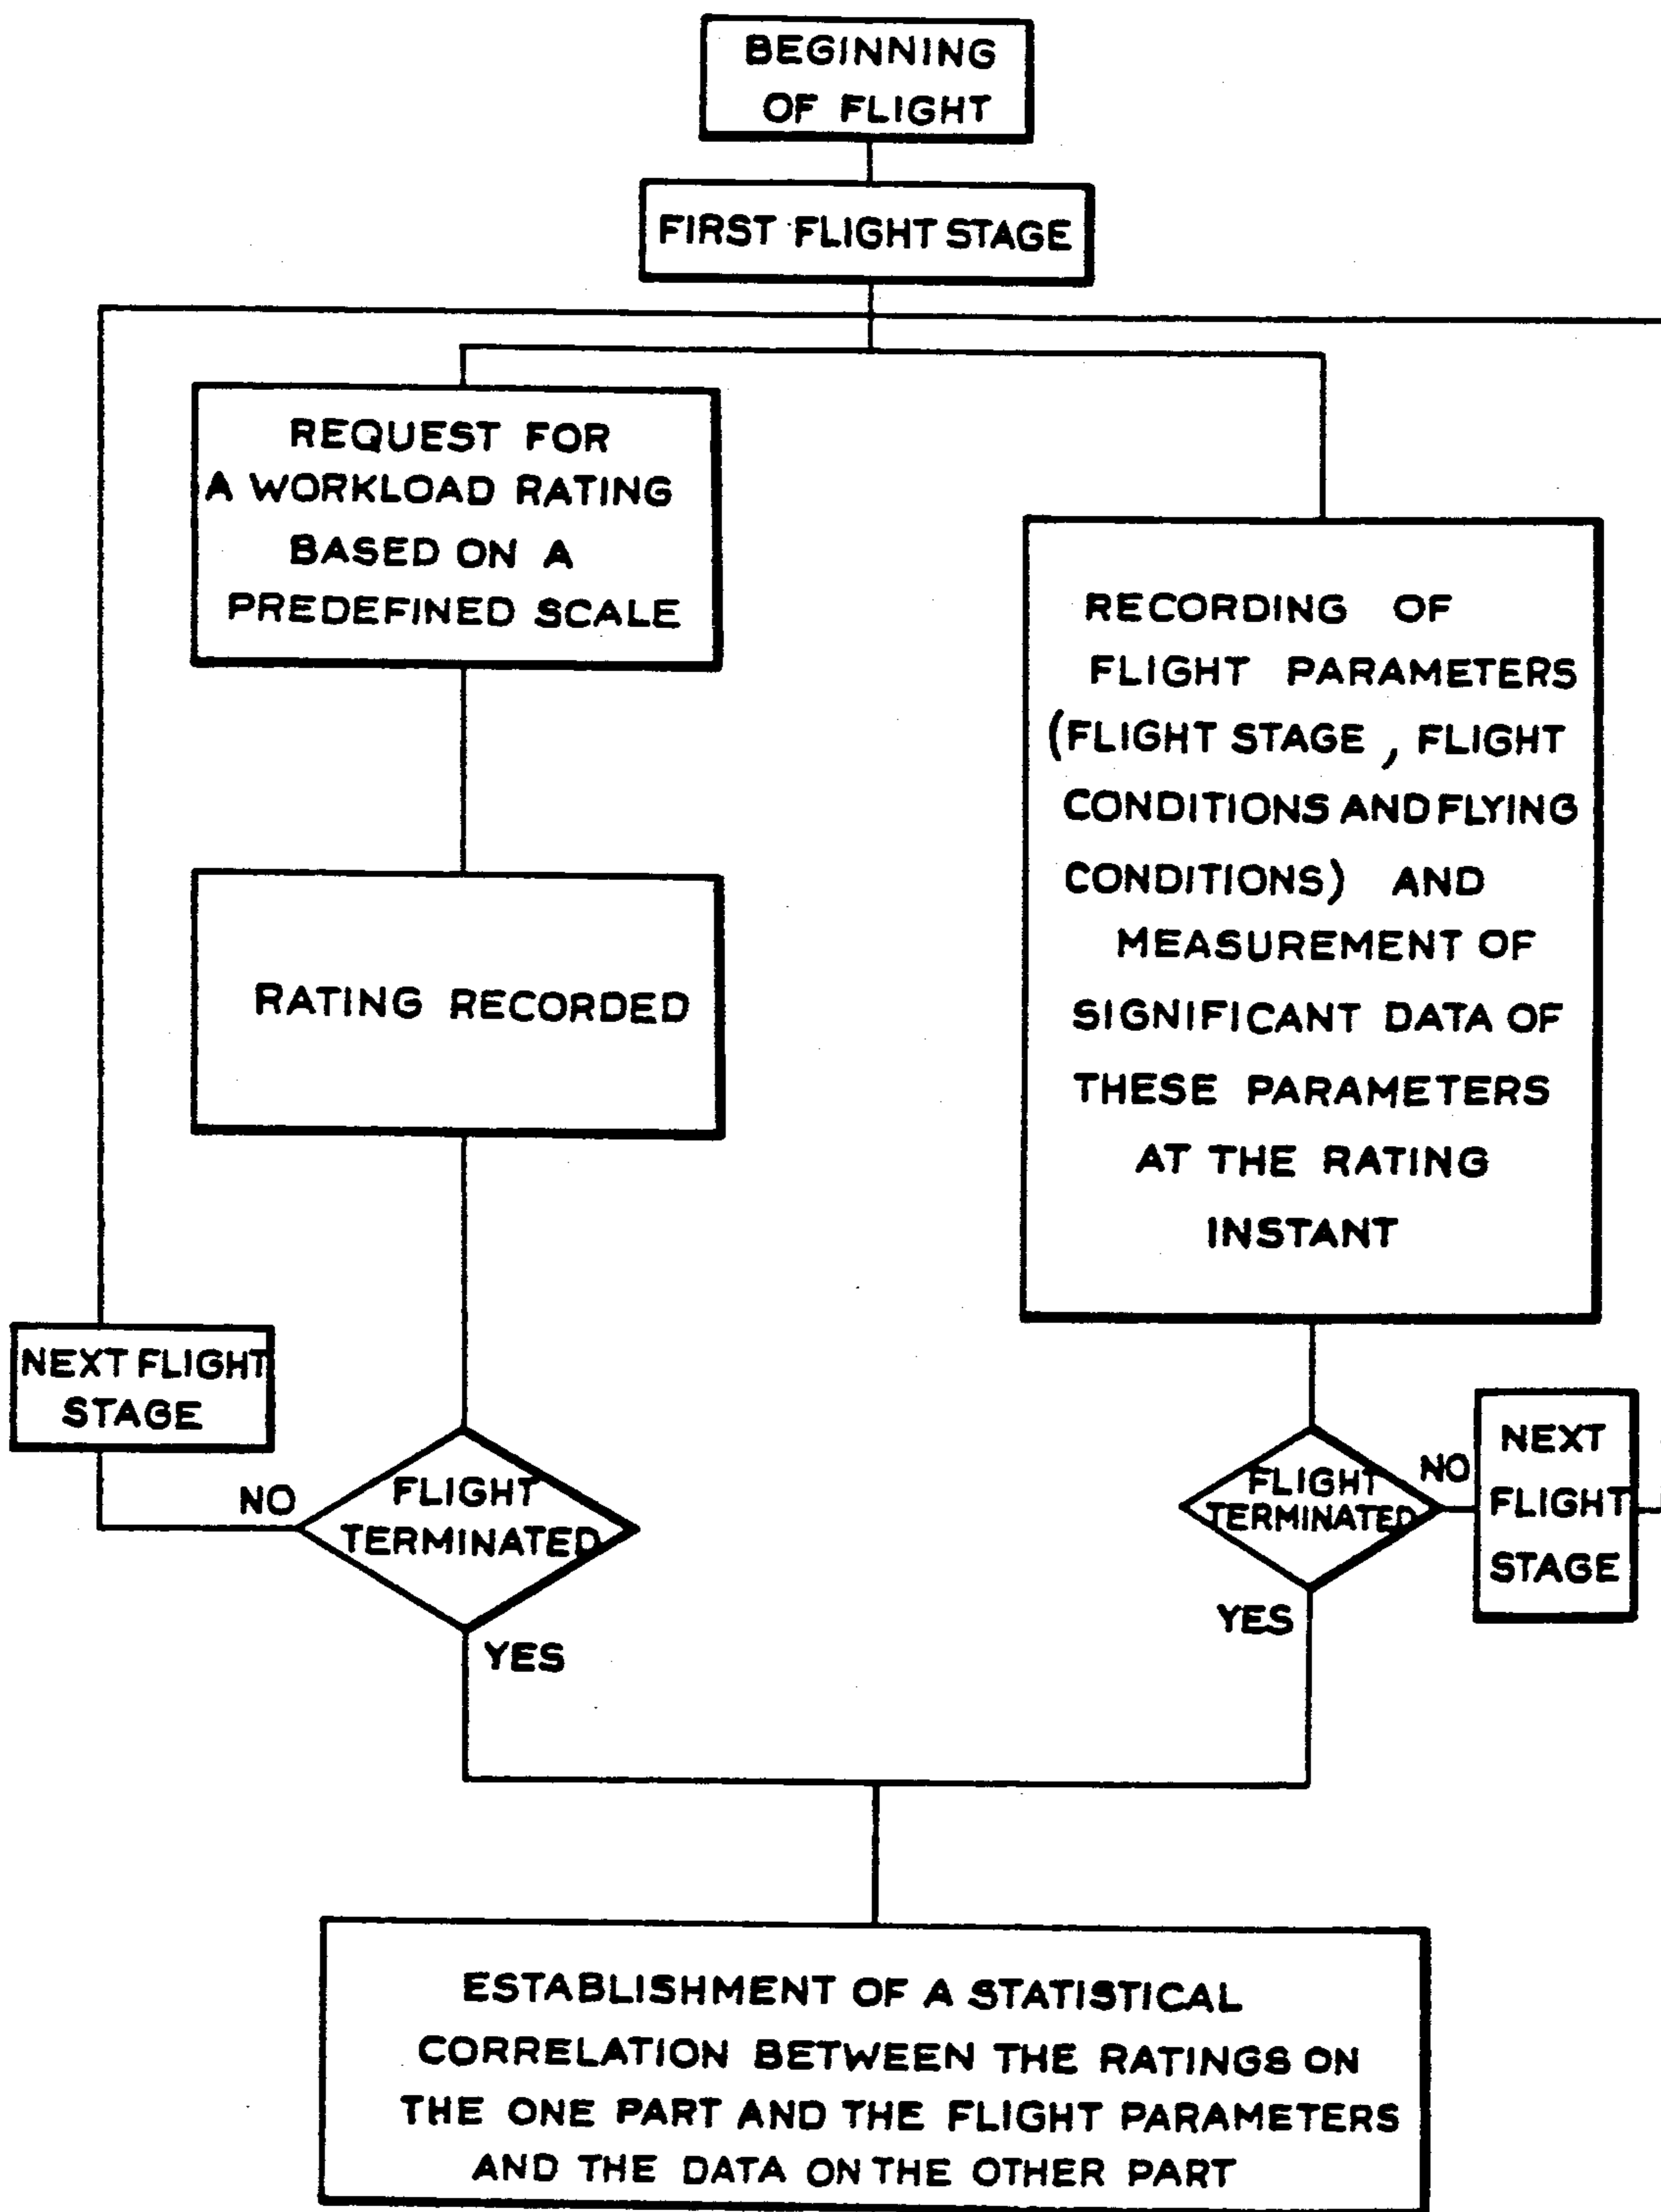 BEGINNING
OF FLIGHT
FIRST FLIGHT STAGE
REQUEST FOR
A WORKLOAD RATING
BASED ON A
PREDEFINED SCALE
RATING RECORDED
RECORDING OF
FLIGHT PARAMETERS
(FLIGHT STAGE, FLIGHT
CONDITIONS AND FLYING
CONDITIONS) AND
MEASUREMENT OF
SIGNIFICANT DATA OF
THESE PARAMETERS
AT THE RATING
INSTANT
NEXT FLIGHT
STAGE
NO
FLIGHT
TERMINATED
YES
FLIGHT
TERMINATED
NO
YES
NEXT
FLIGHT
STAGE
ESTABLISHMENT OF A STATISTICAL
CORRELATION BETWEEN THE RATINGS ON
THE ONE PART AND THE FLIGHT PARAMETERS
AND THE DATA ON THE OTHER PART